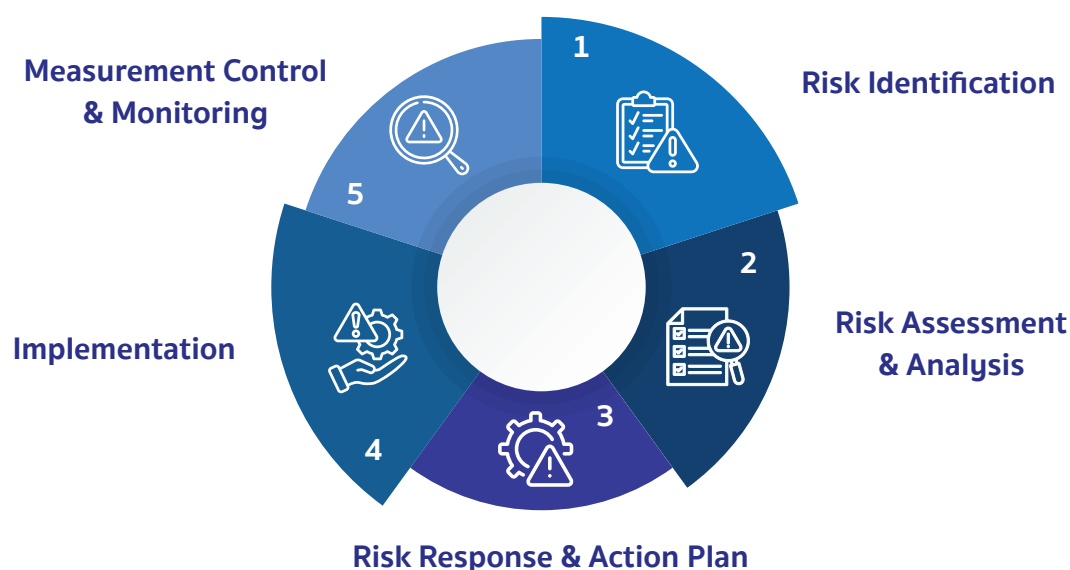 1
Risk Identification
2
Risk Assessment
& Analysis
3
Risk Response & Action Plan
4
Implementation
5
Measurement Control
& Monitoring